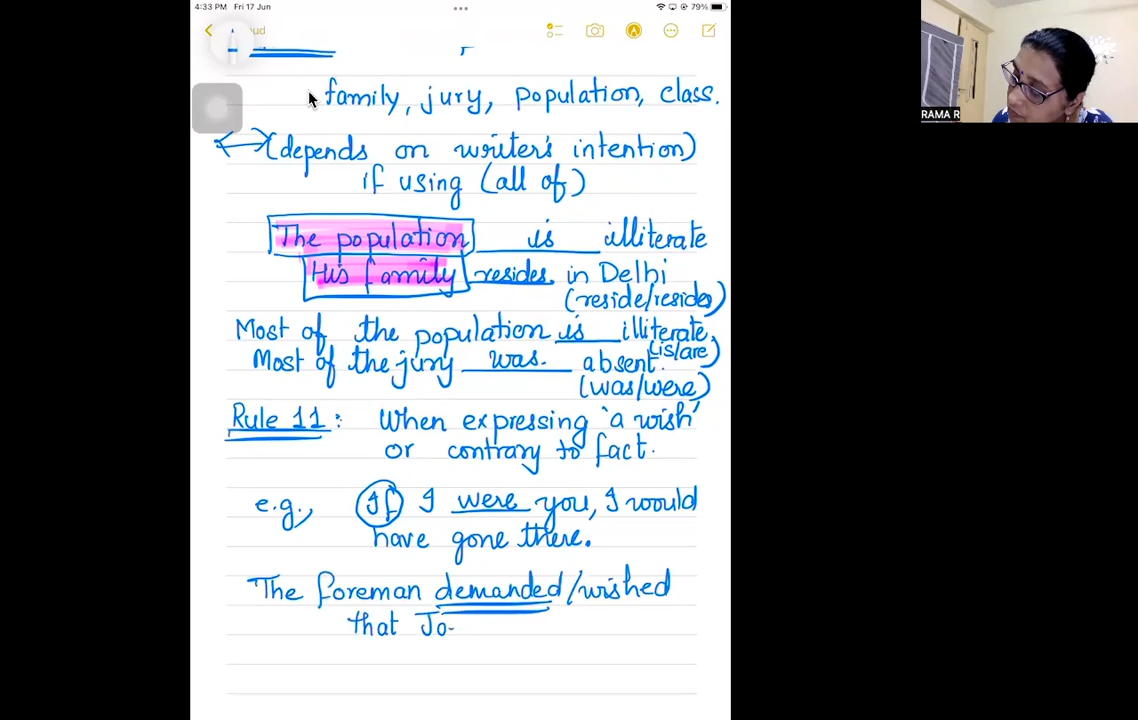 4:33 PM Fri 17 Jun
79%
family, jury, population, class.
(depends on writer's intention)
if using (all of)
The population is illiterate
His family resides in Delhi
(reside/resides)
Most of the population is illiterate.
(is/are)
Most of the jury was. absent.
(was/were)
Rule 11: When expressing 'a wish'
or contrary to fact.
e.g., If I were you, I would
have gone there.
The foreman demanded/wished
that Jo-
RAMA R